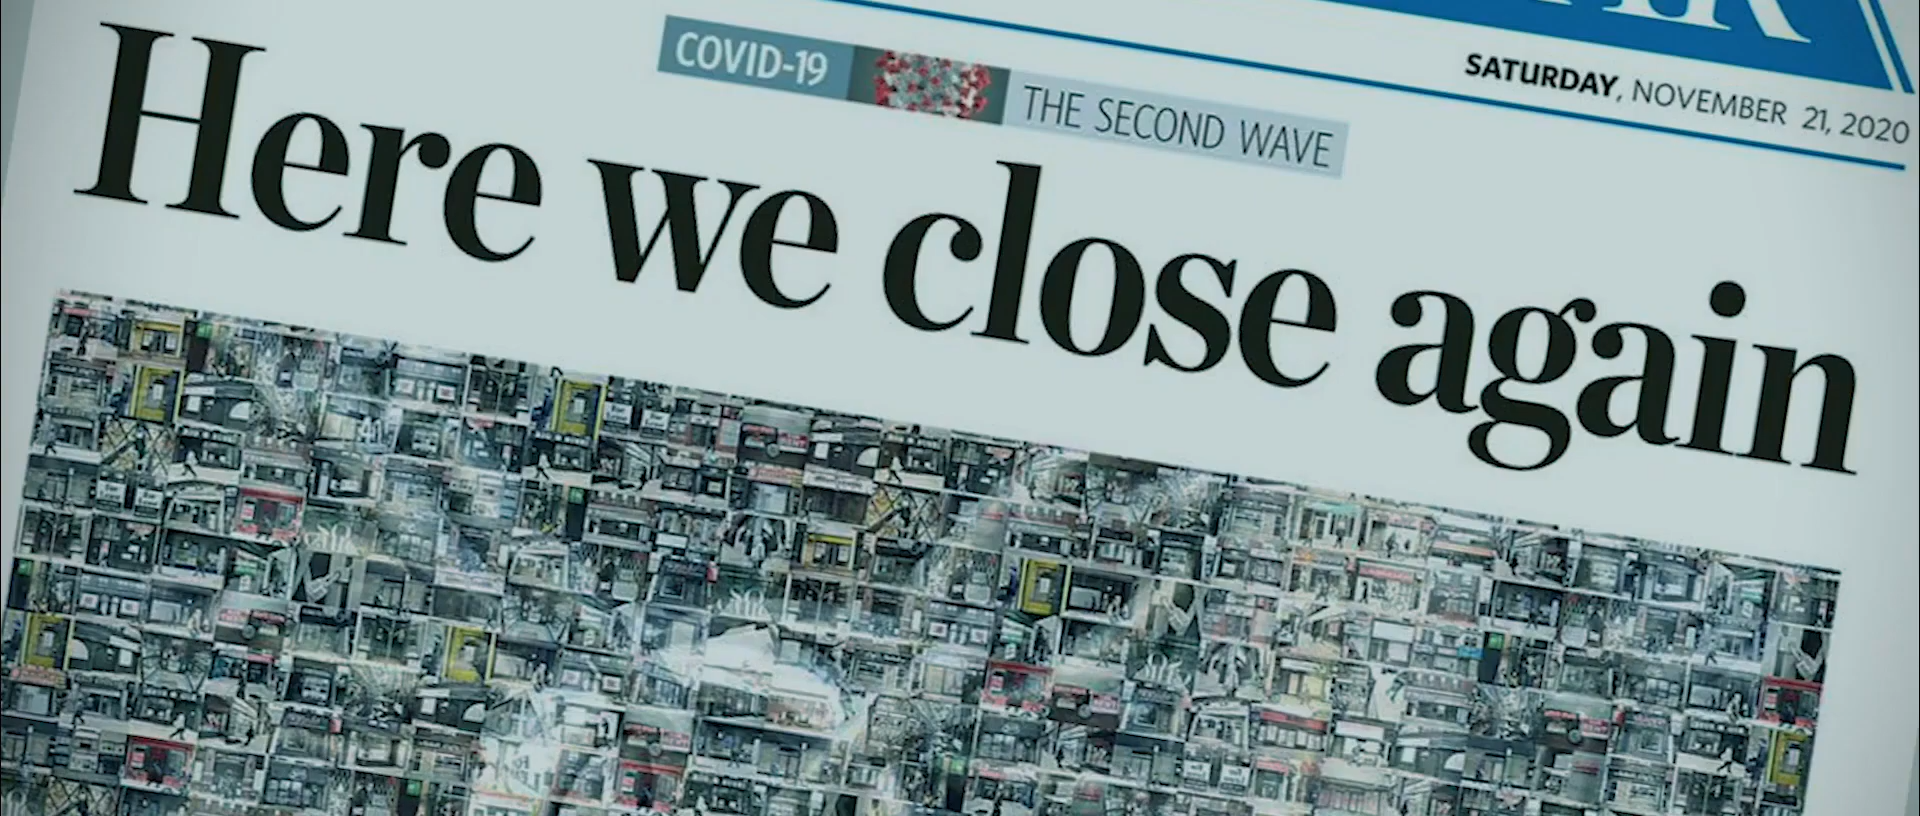 SATURDAY, NOVEMBER 21, 2020
COVID-19 THE SECOND WAVE
Here we close again